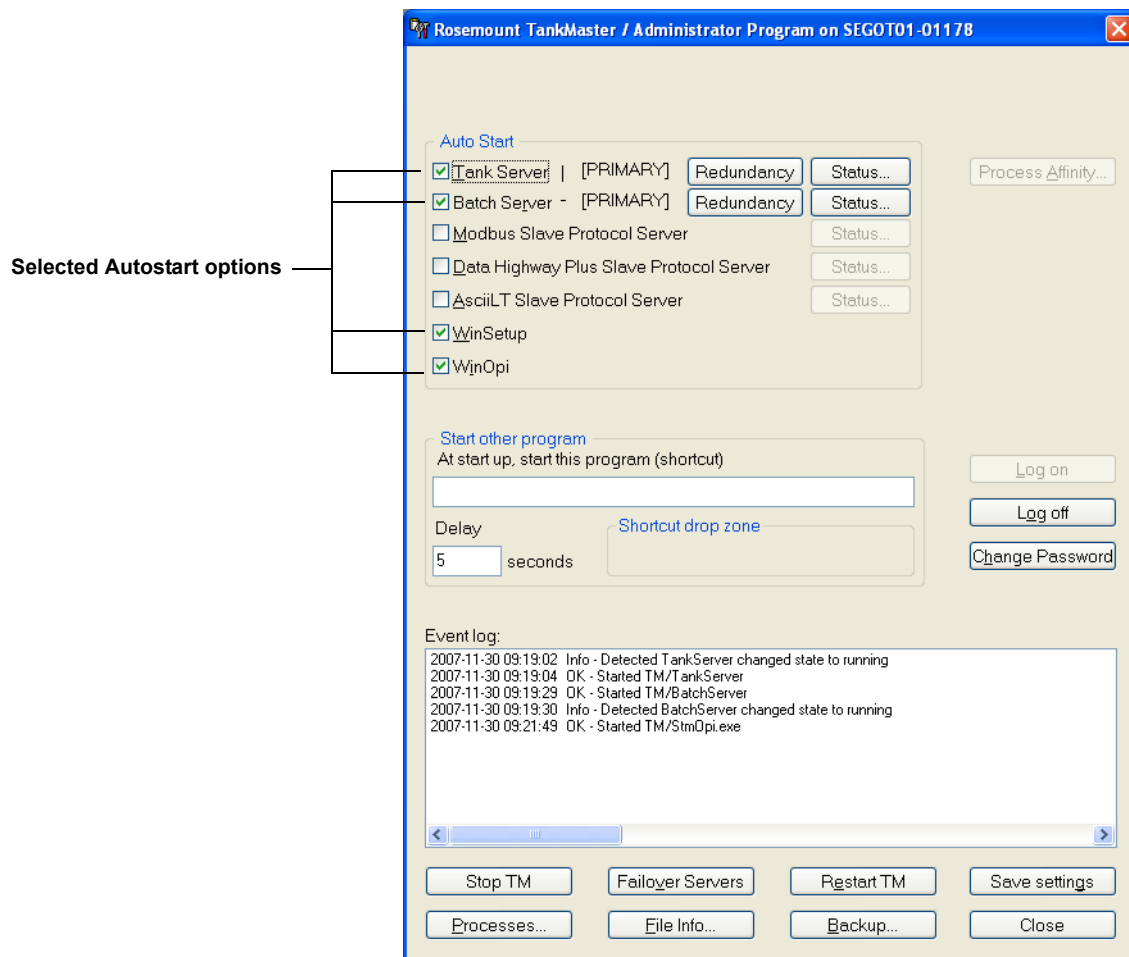 Rosemount TankMaster / Administrator Program on SEGOT01-01178
Auto Start
Tank Server | [PRIMARY] Redundancy Status... Process Affinity...
Batch Server - [PRIMARY] Redundancy Status...
Modbus Slave Protocol Server Status...
Selected Autostart options
Data Highway Plus Slave Protocol Server Status...
AsciiLT Slave Protocol Server Status...
WinSetup
WinOpi
Start other program
At start up, start this program (shortcut)
Log on
Log off
Delay
Shortcut drop zone
5 seconds
Change Password
Event log:
2007-11-30 09:19:02 Info - Detected TankServer changed state to running
2007-11-30 09:19:04 OK - Started TM/TankServer
2007-11-30 09:19:29 OK - Started TM/BatchServer
2007-11-30 09:19:30 Info - Detected BatchServer changed state to running
2007-11-30 09:21:49 OK - Started TM/StmOpi.exe
Stop TM Failover Servers Restart TM Save settings
Processes... File Info... Backup... Close